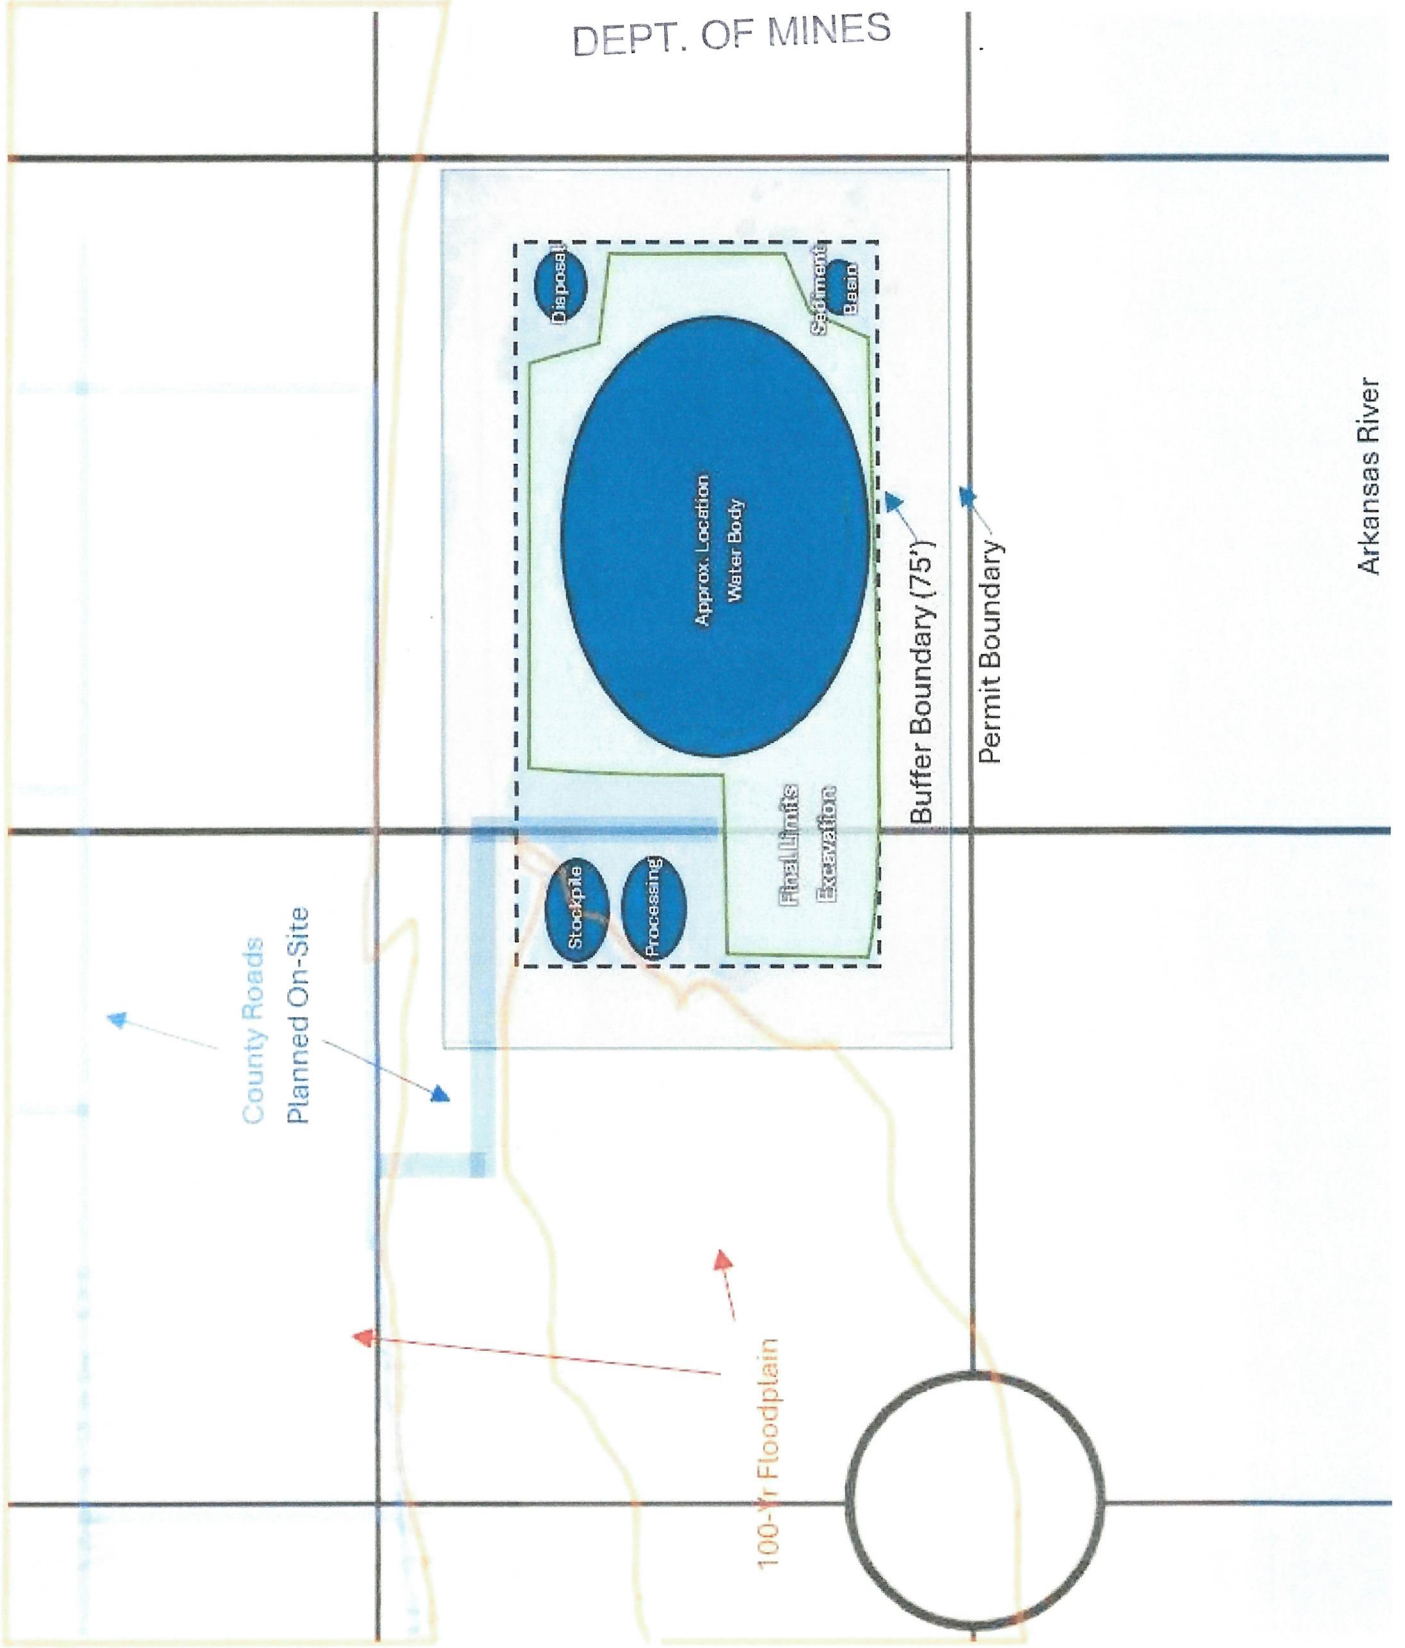 DEPT. OF MINES
Disposal
Sediment
Basin
Approx. Location
Water Body
Buffer Boundary (75')
Permit Boundary
Arkansas River
Final Limits
Excavation
Stockpile
Processing
County Roads
Planned On-Site
100-Yr Floodplain